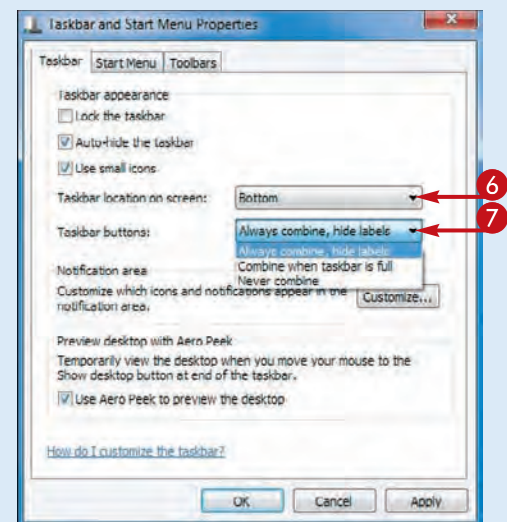 Taskbar and Start Menu Properties
Taskbar Start Menu Toolbars
Taskbar appearance
Lock the taskbar
Auto-hide the taskbar
Use small icons
Taskbar location on screen: Bottom
6
Taskbar buttons: Always combine, hide labels
7
Always combine, hide labels
Combine when taskbar is full
Never combine
Notification area
Customize which icons and notifications appear in the
notification area.
Customize...
Preview desktop with Aero Peek
Temporarily view the desktop when you move your mouse to the
Show desktop button at end of the taskbar.
Use Aero Peek to preview the desktop
How do I customize the taskbar?
OK Cancel Apply